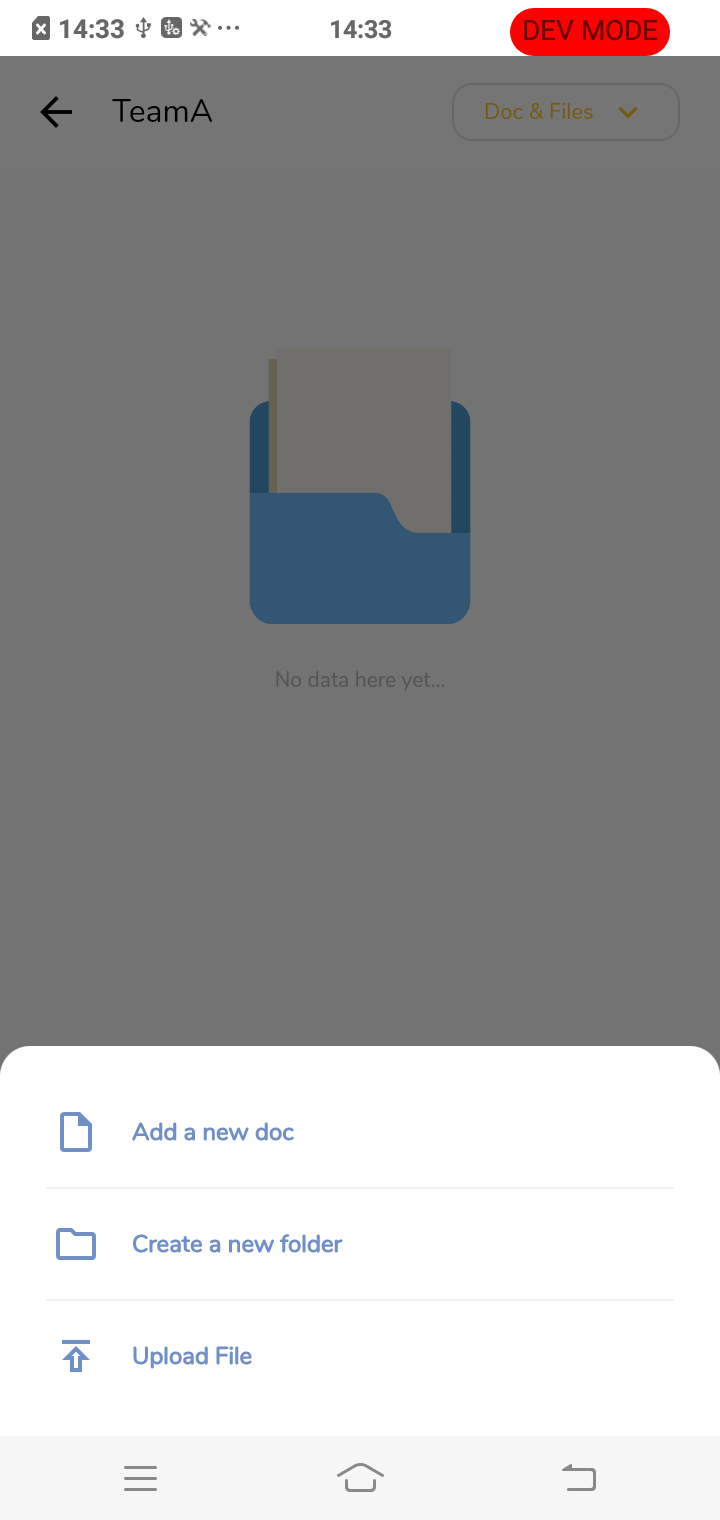 14:33 ··· 14:33 DEV MODE
TeamA Doc & Files
No data here yet...
Add a new doc
Create a new folder
Upload File